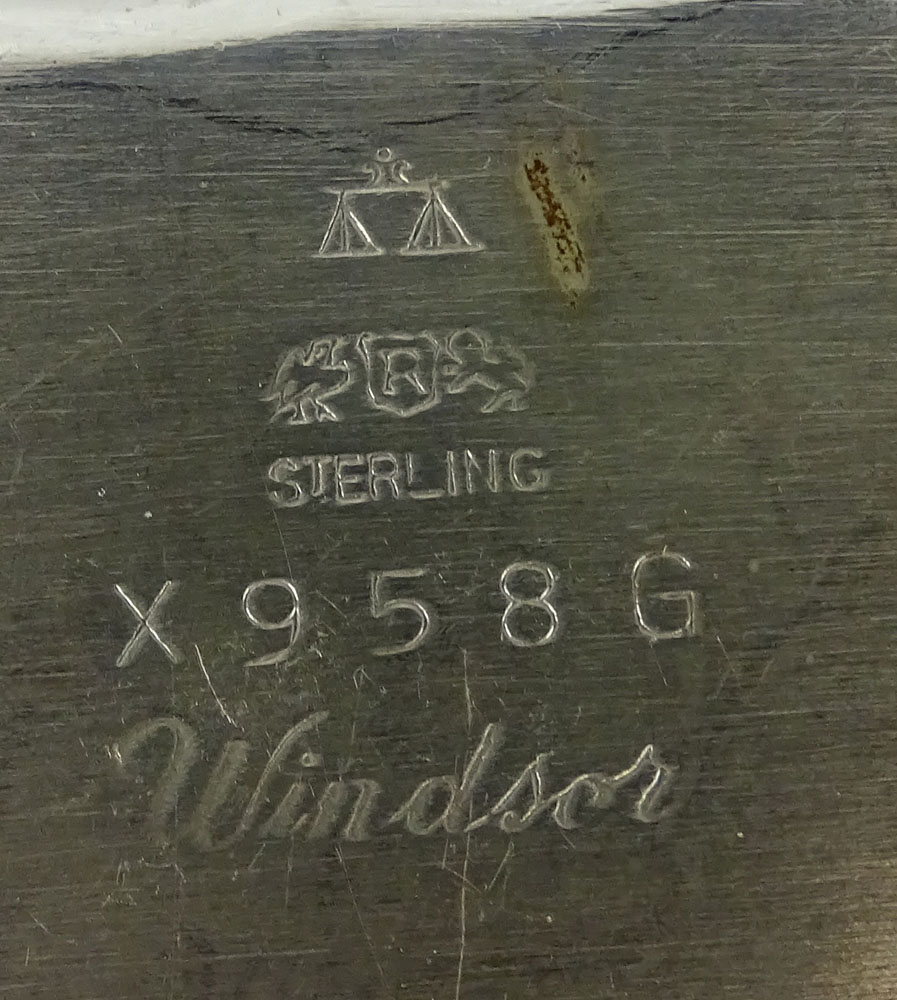 R
STERLING
X958G
Windsor